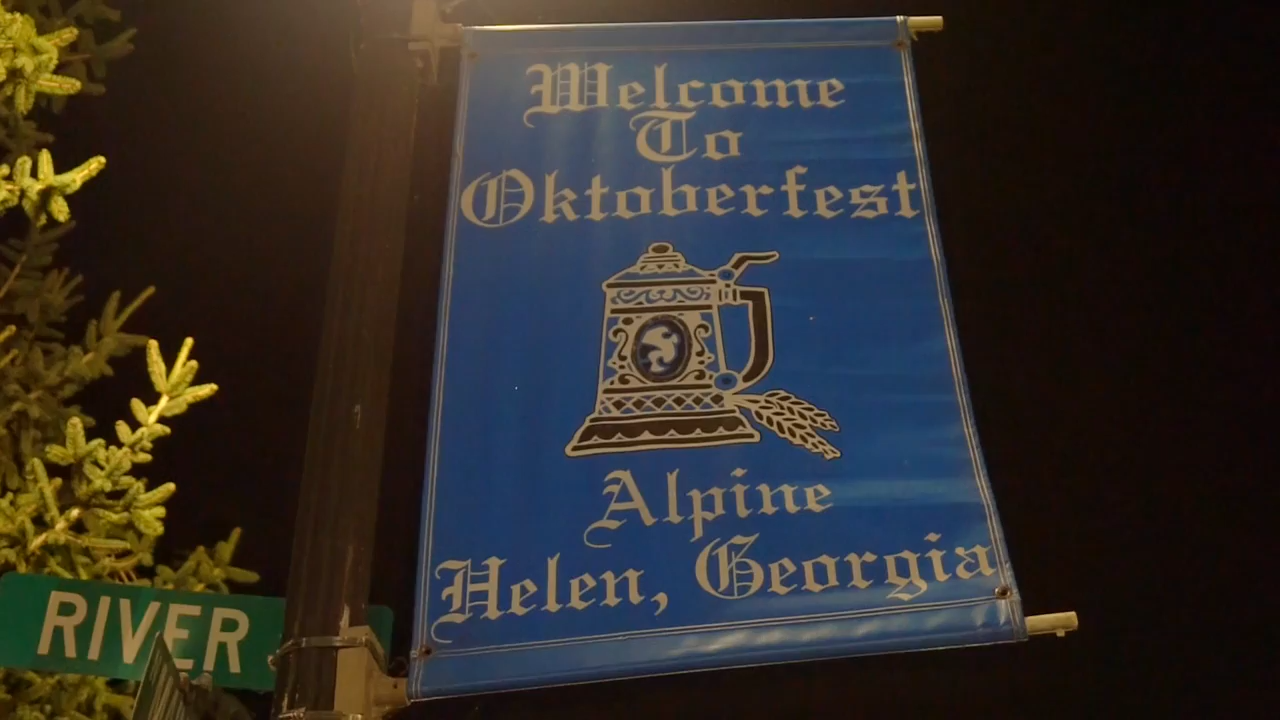 Welcome
To
Oktoberfest
Alpine
Helen, Georgia
RIVER